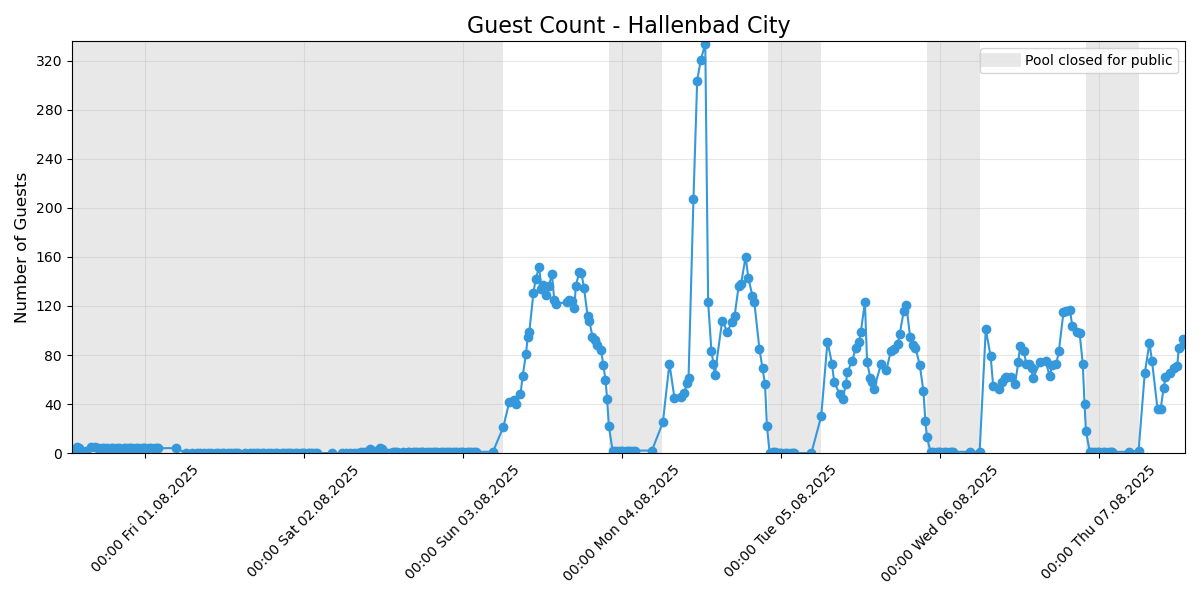 Guest Count - Hallenbad City
Pool closed for public
Number of Guests
320
280
240
200
160
120
80
40
0
00:00 Fri 01.08.2025
00:00 Sat 02.08.2025
00:00 Sun 03.08.2025
00:00 Mon 04.08.2025
00:00 Tue 05.08.2025
00:00 Wed 06.08.2025
00:00 Thu 07.08.2025